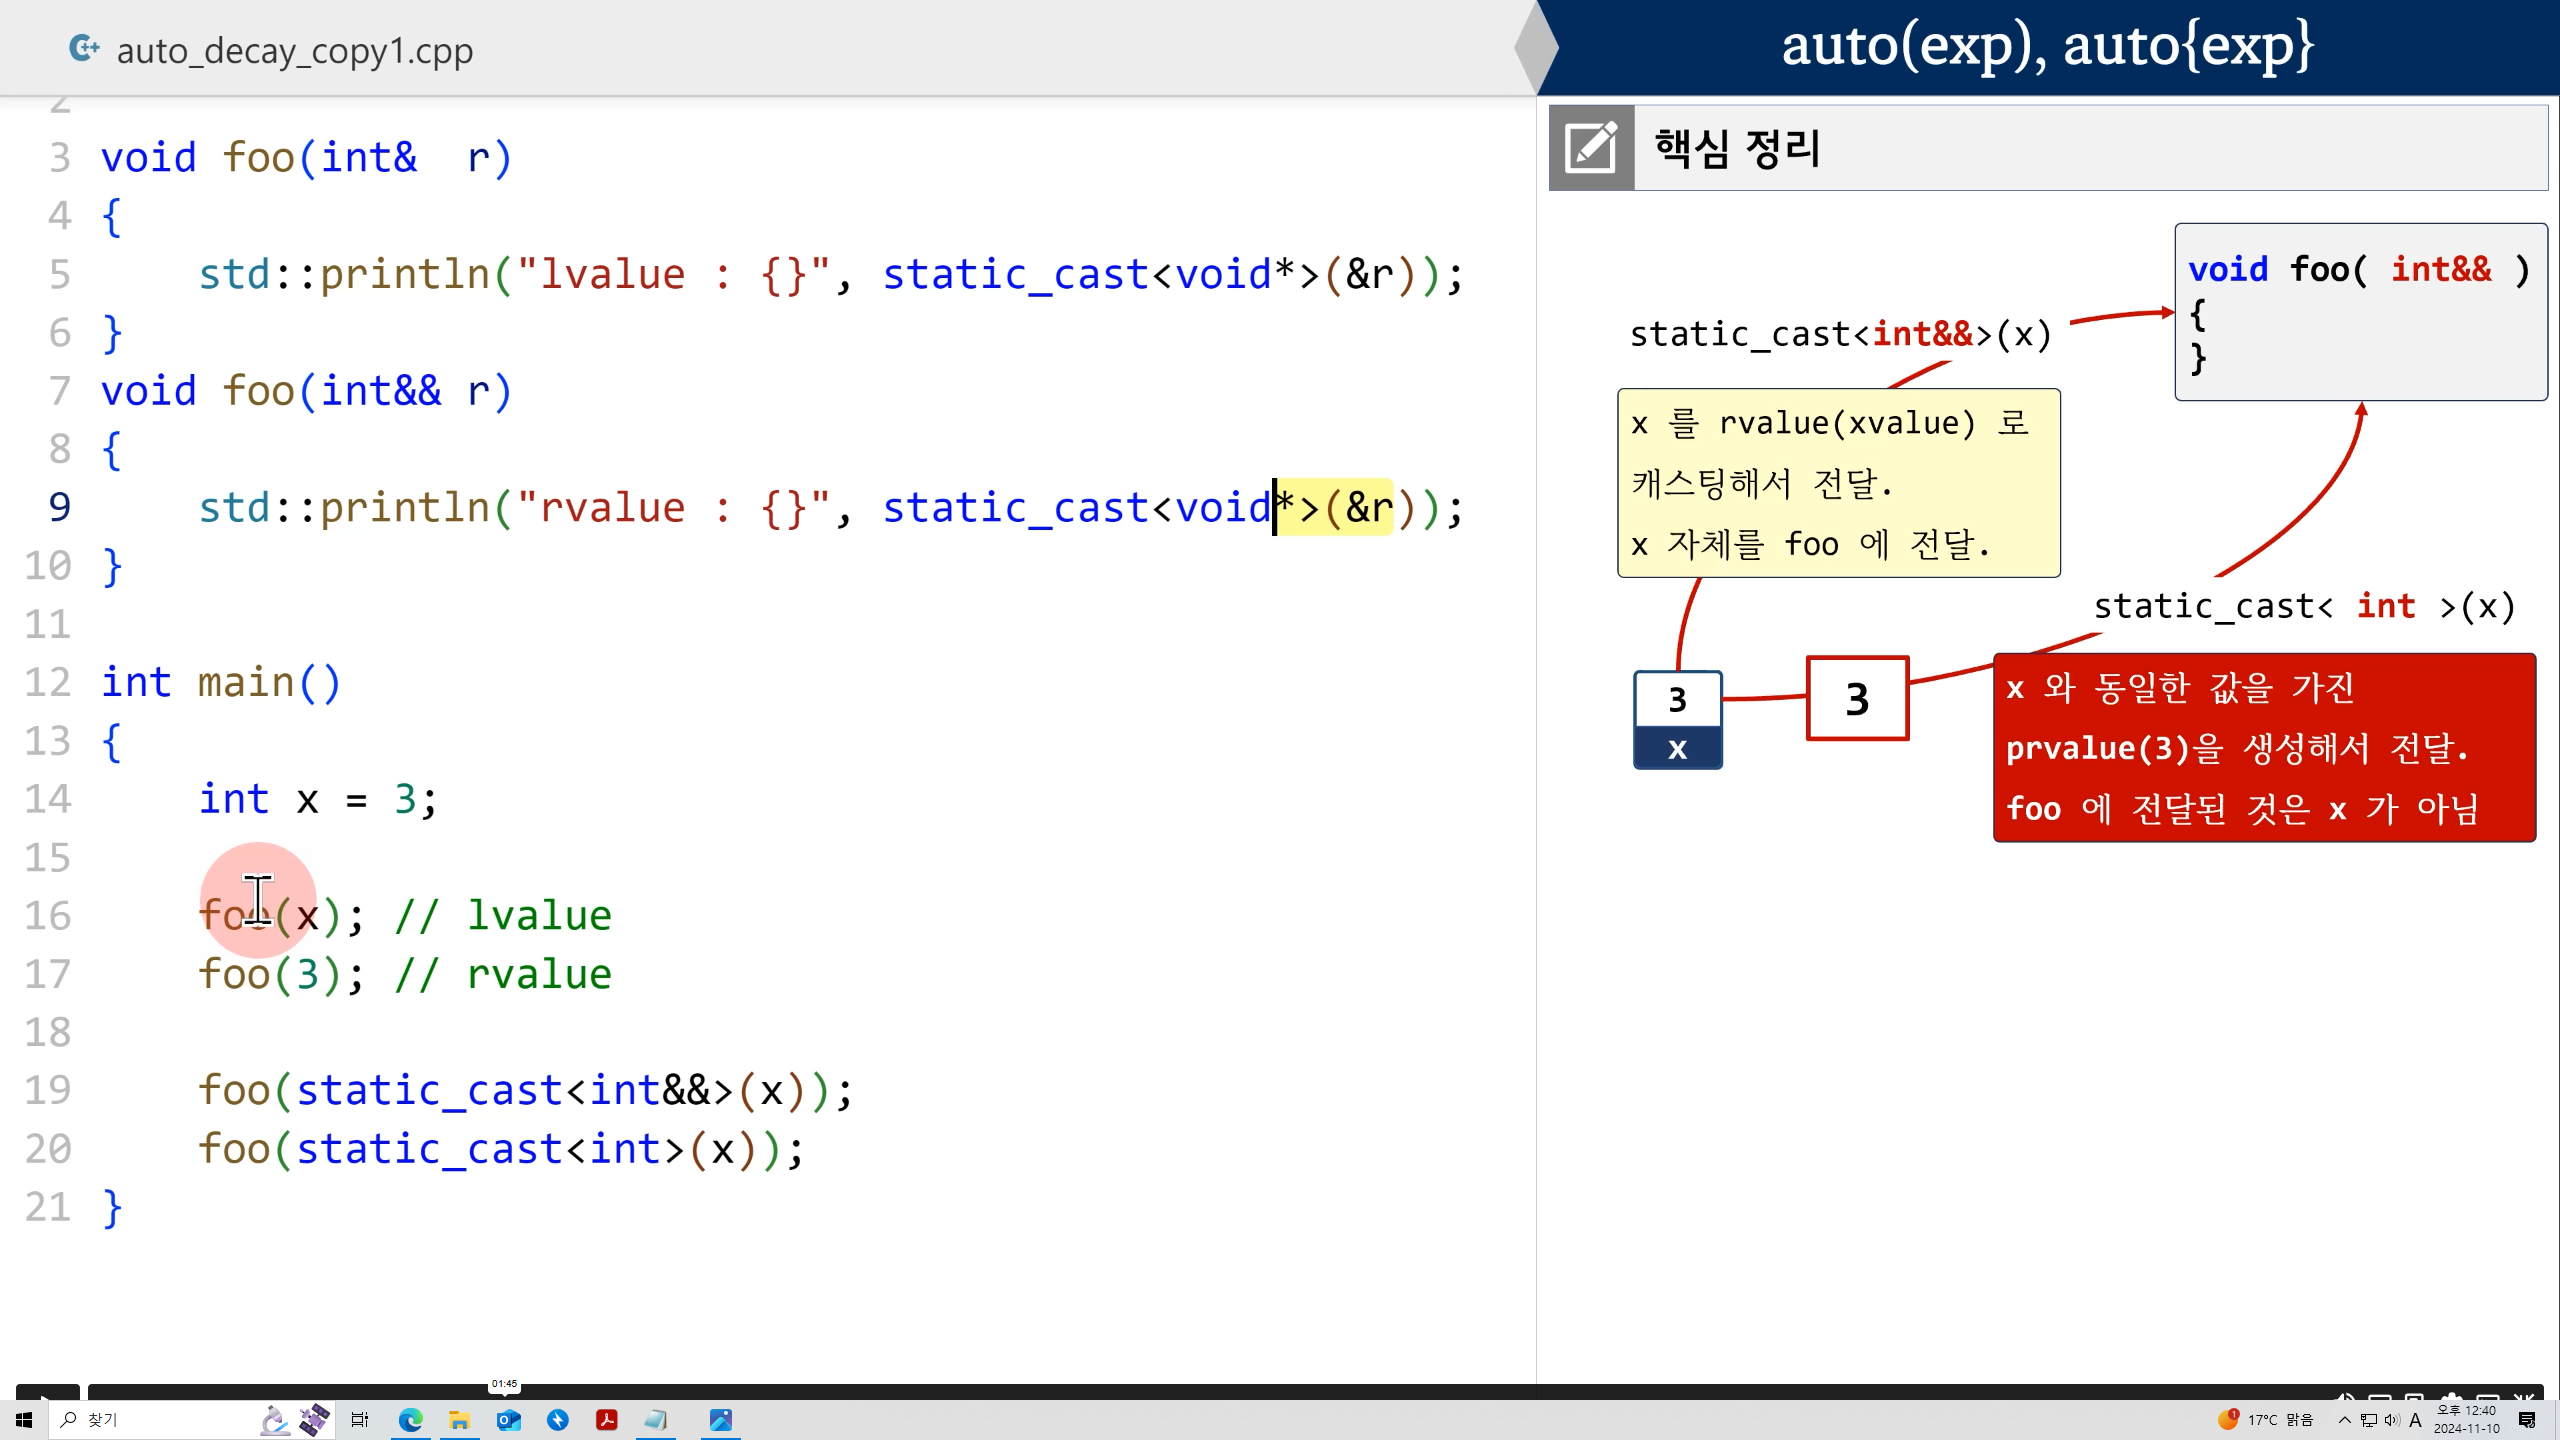 auto_decay_copy1.cpp
auto(exp), auto{exp}
2
3 void foo(int&  r)
4 {
5     std::println("lvalue : {}", static_cast<void*>(&r));
6 }
7 void foo(int&& r)
8 {
9     std::println("rvalue : {}", static_cast<void*>(&r));
10 }
11
12 int main()
13 {
14     int x = 3;
15
16     foo(x); // lvalue
17     foo(3); // rvalue
18
19     foo(static_cast<int&&>(x));
20     foo(static_cast<int>(x));
21 }
핵심 정리
void foo( int&& )
{
}
static_cast<int&&>(x)
x 를 rvalue(xvalue) 로
캐스팅해서 전달.
x 자체를 foo 에 전달.
static_cast< int >(x)
3
x
3
x 와 동일한 값을 가진
prvalue(3)을 생성해서 전달.
foo 에 전달된 것은 x 가 아님
01:45
찾기
1
17°C 맑음
A
오후 12:40
2024-11-10